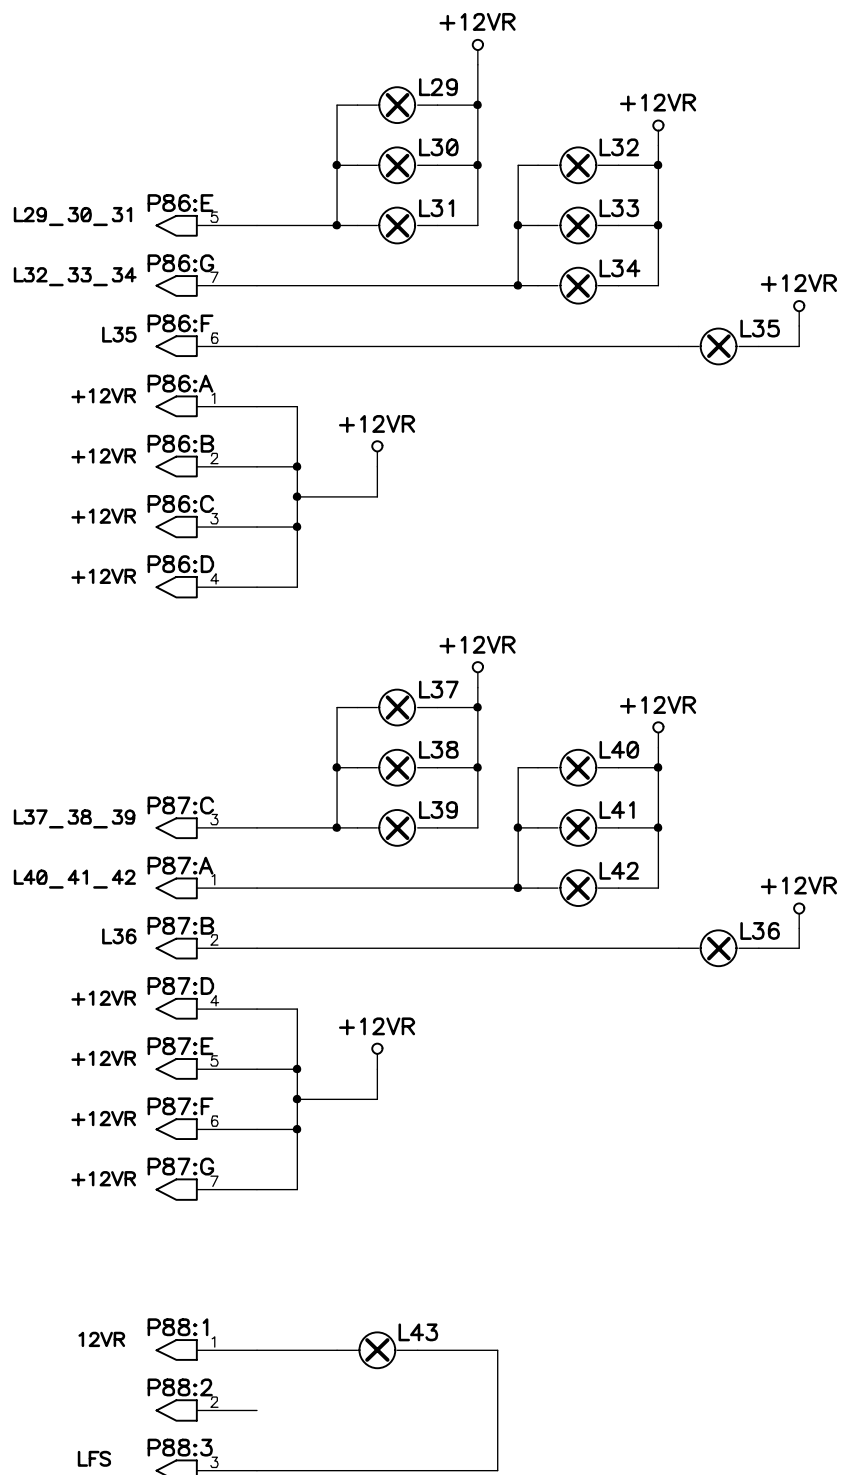 +12VR
L29
+12VR
L30
L32
L29_30_31 P86:E 5
L31
L33
L32_33_34 P86:G 7
L34
+12VR
L35 P86:F 6
L35
+12VR P86:A 1
+12VR
+12VR P86:B 2
+12VR P86:C 3
+12VR P86:D 4
+12VR
L37
+12VR
L38
L40
L37_38_39 P87:C 3
L39
L41
L40_41_42 P87:A 1
L42
+12VR
L36 P87:B 2
L36
+12VR P87:D 4
+12VR
+12VR P87:E 5
+12VR P87:F 6
+12VR P87:G 7
12VR P88:1 1
L43
P88:2 2
LFS P88:3 3